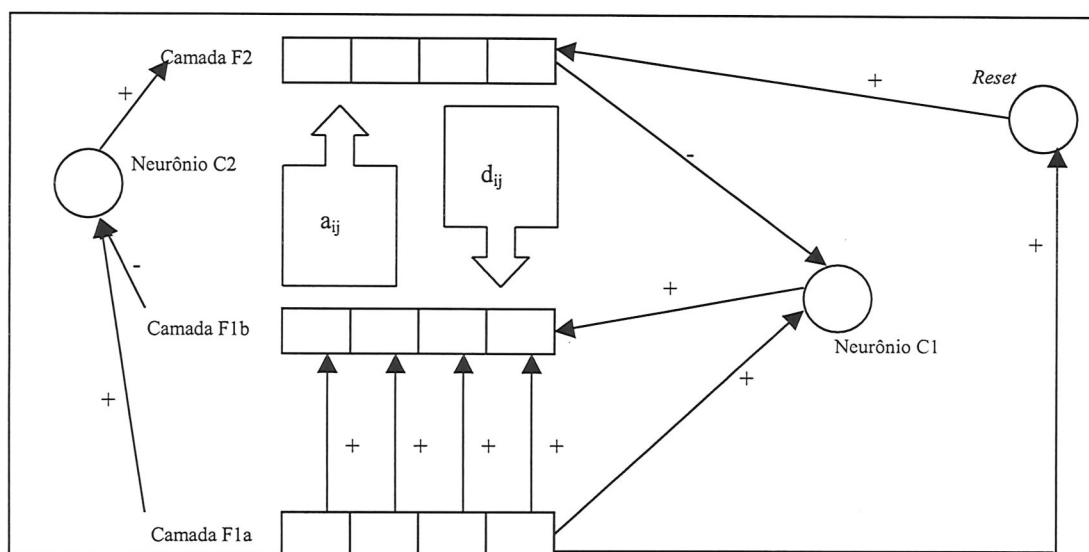 Camada F2
Reset
+
+
Neurônio C2
-
d_ij
a_ij
+
-
+
Camada F1b
Neurônio C1
+
+
+ + + +
Camada F1a